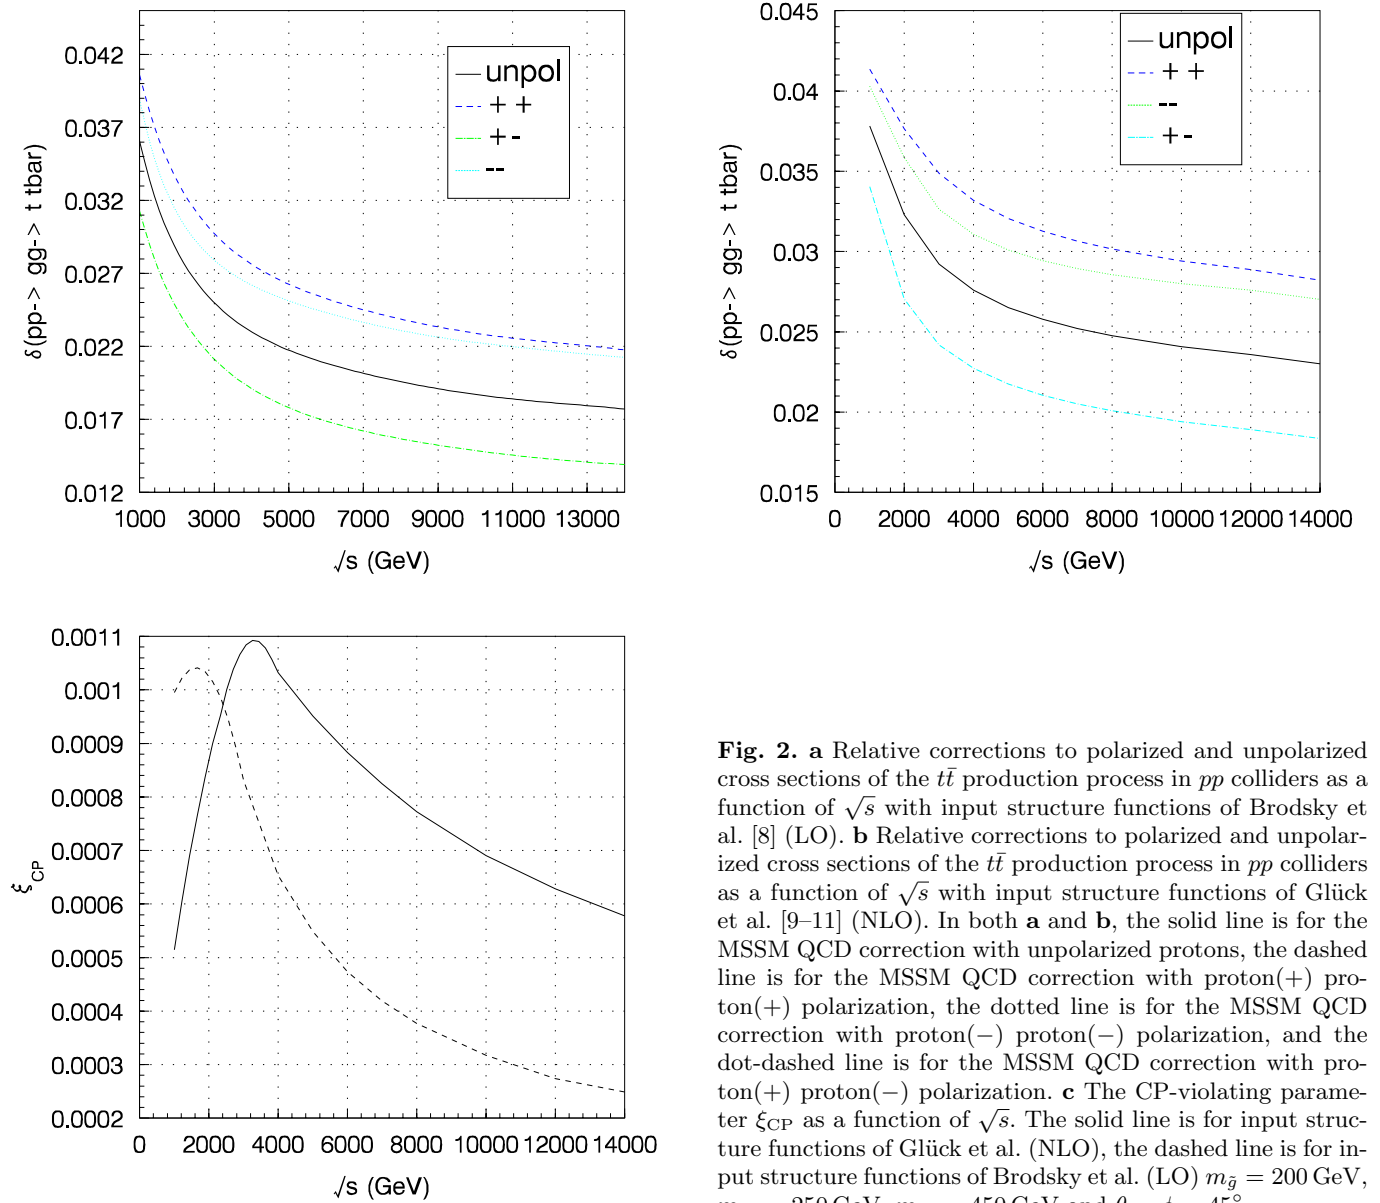 0.042
0.037
0.032
0.027
0.022
0.017
0.012
δ(pp-> gg-> t tbar)
unpol
+ +
+ -
--
1000 3000 5000 7000 9000 11000 13000
√s (GeV)
0.045
0.04
0.035
0.03
0.025
0.02
0.015
δ(pp-> gg-> t tbar)
unpol
+ +
--
+ -
0 2000 4000 6000 8000 10000 12000 14000
√s (GeV)
0.0011
0.001
0.0009
0.0008
0.0007
0.0006
0.0005
0.0004
0.0003
0.0002
ξCP
0 2000 4000 6000 8000 10000 12000 14000
√s (GeV)
Fig. 2. a Relative corrections to polarized and unpolarized
cross sections of the tt̄ production process in pp colliders as a
function of √s with input structure functions of Brodsky et
al. [8] (LO). b Relative corrections to polarized and unpolar-
ized cross sections of the tt̄ production process in pp colliders
as a function of √s with input structure functions of Glück
et al. [9–11] (NLO). In both a and b, the solid line is for the
MSSM QCD correction with unpolarized protons, the dashed
line is for the MSSM QCD correction with proton(+) pro-
ton(+) polarization, the dotted line is for the MSSM QCD
correction with proton(−) proton(−) polarization, and the
dot-dashed line is for the MSSM QCD correction with pro-
ton(+) proton(−) polarization. c The CP-violating parame-
ter ξCP as a function of √s. The solid line is for input struc-
ture functions of Glück et al. (NLO), the dashed line is for in-
put structure functions of Brodsky et al. (LO) mg̃ = 200 GeV,